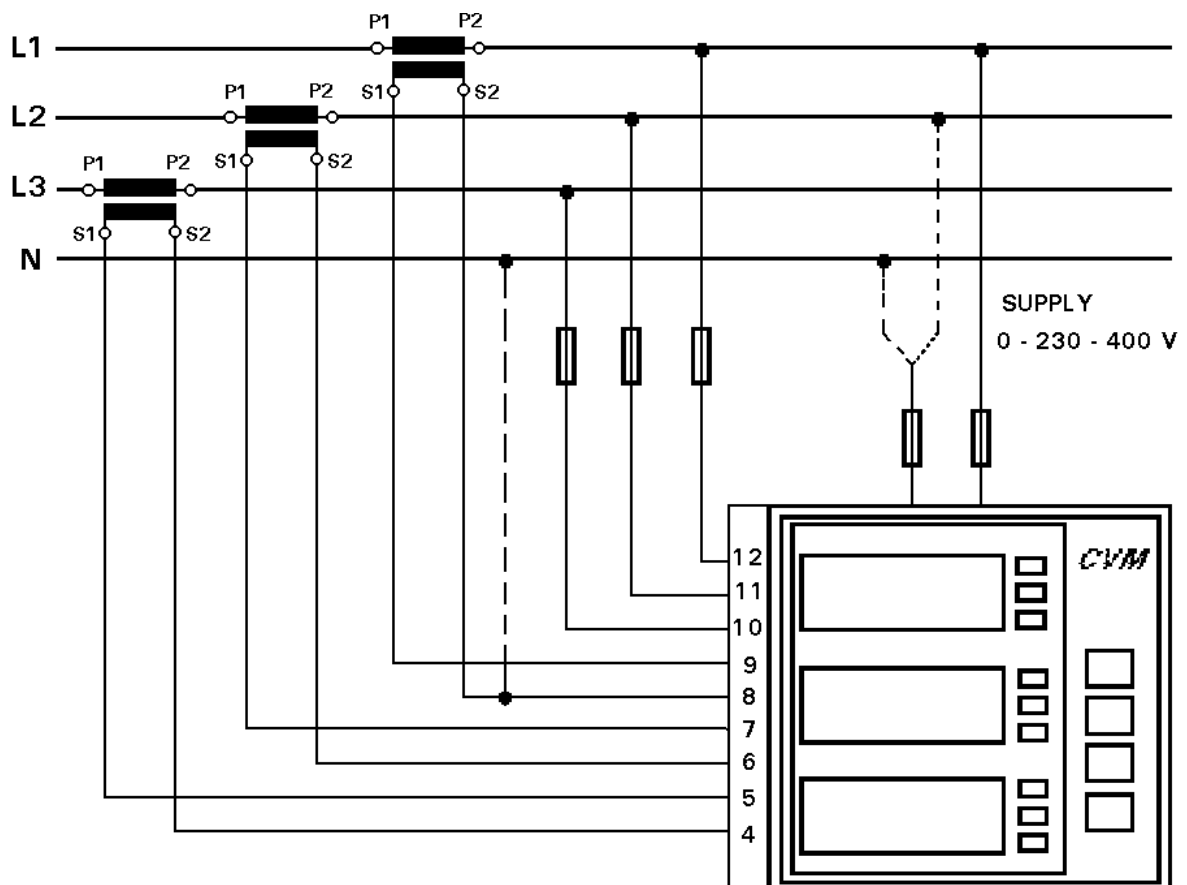 P1 P2
L1
S1 S2
P1 P2
L2
S1 S2
P1 P2
L3
S1 S2
N
SUPPLY
0 - 230 - 400 V
12
11
10
9
8
7
6
5
4
CVM